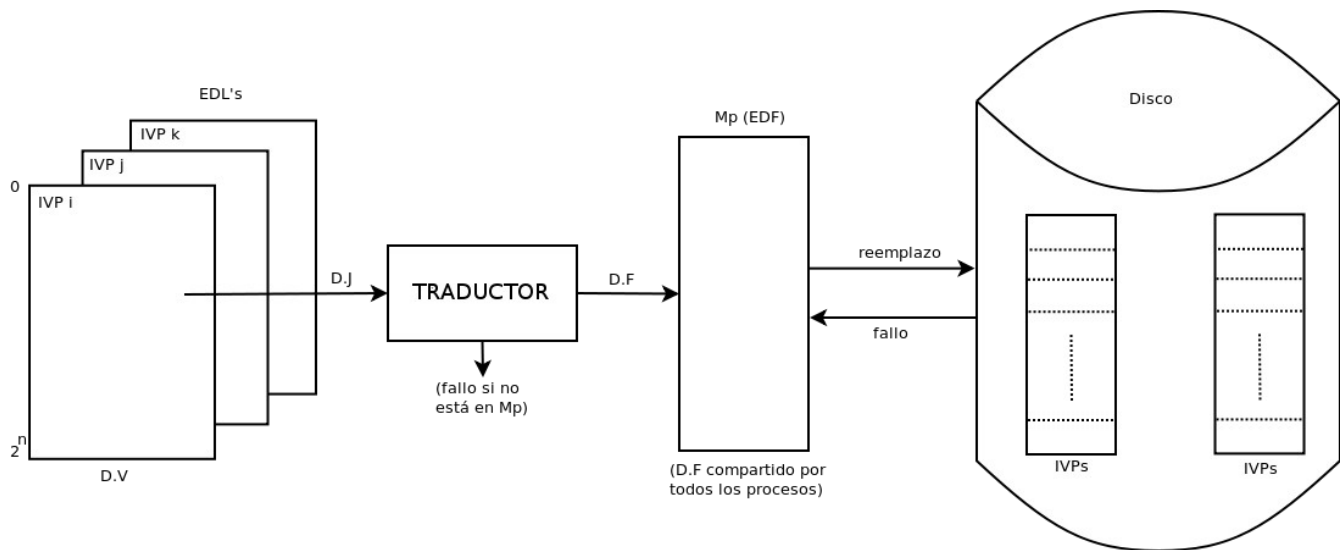 EDL's
IVP k
IVP j
IVP i
0
2
n
D.V
D.J
TRADUCTOR
(fallo si no
está en Mp)
D.F
Mp (EDF)
(D.F compartido por
todos los procesos)
reemplazo
fallo
Disco
IVPs
IVPs